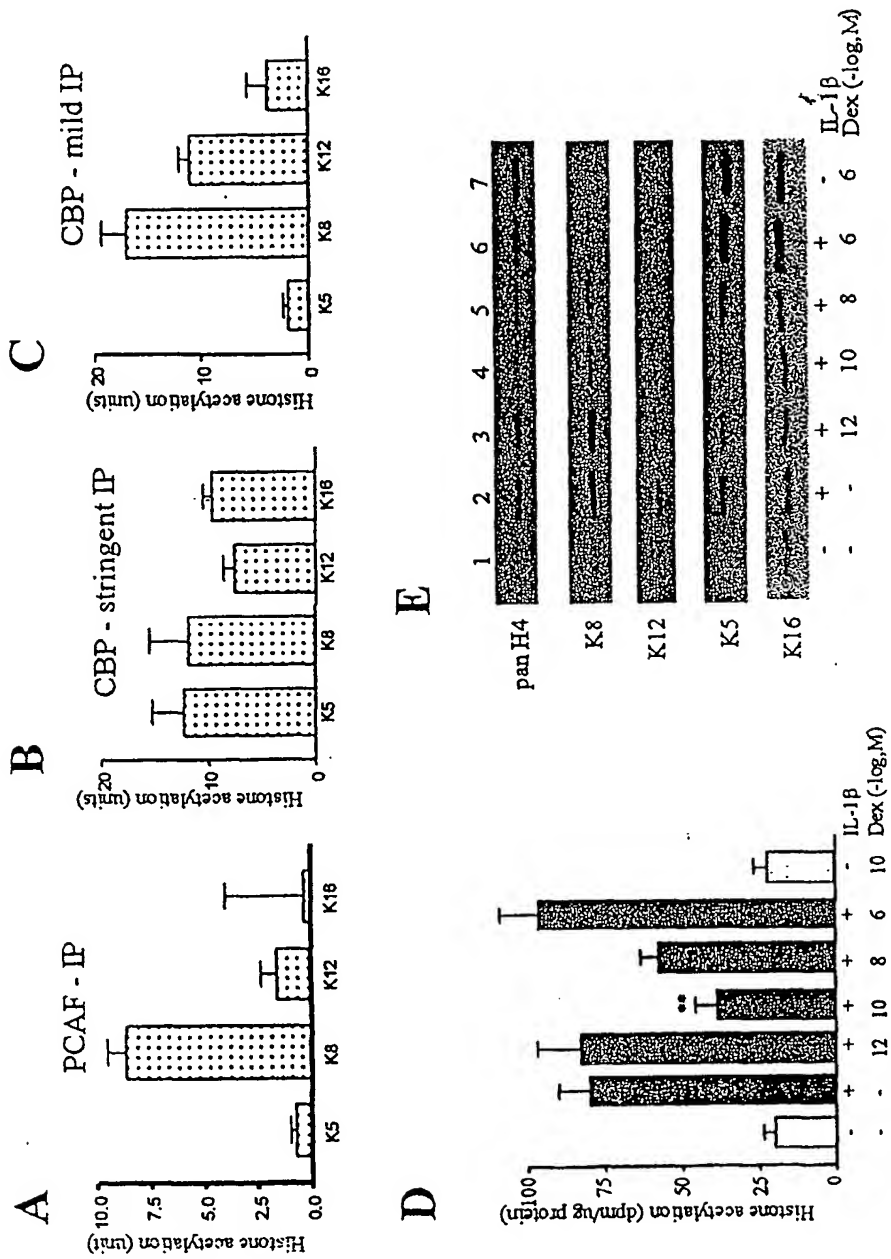 A
PCAF - IP
Histone acetylation (unit)
10.0
7.5
5.0
2.5
0.0
K5
K8
K12
K16
B
CBP - stringent IP
Histone acetylation (units)
20
10
0
K5
K8
K12
K16
C
CBP - mild IP
Histone acetylation (units)
20
10
0
K5
K8
K12
K16
D
Histone acetylation (dpm/ug protein)
100
75
50
25
0
**
- + + + + + - IL-1β
- - 12 10 8 6 10 Dex (-log,M)
E
1 2 3 4 5 6 7
pan H4
K8
K12
K5
K16
- + + + + + - IL-1β
- - 12 10 8 6 6 Dex (-log,M)